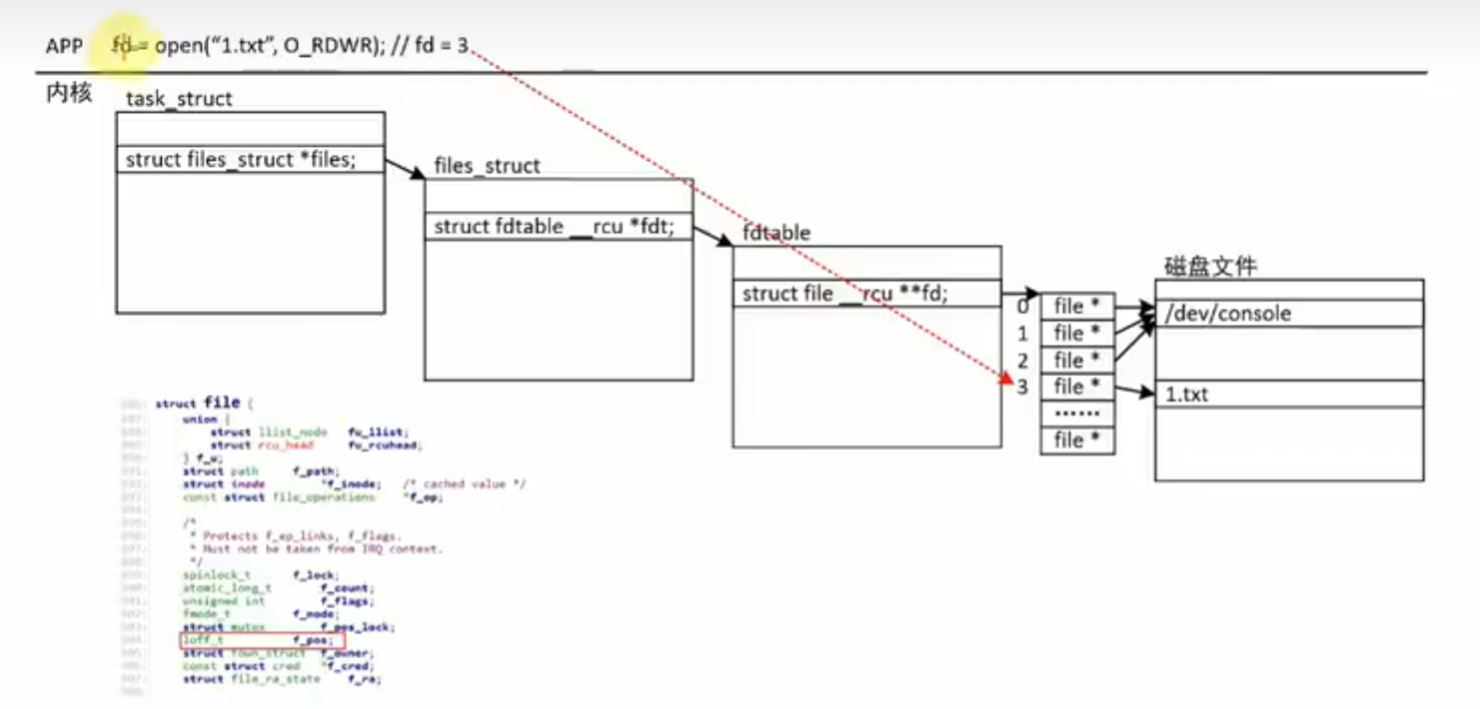 APP fd = open("1.txt", O_RDWR); // fd = 3
内核
task_struct
struct files_struct *files;
files_struct
struct fdtable __rcu *fdt;
fdtable
struct file __rcu **fd;
0 file *
1 file *
2 file *
3 file *
……
file *
磁盘文件
/dev/console
1.txt
struct file {
union {
struct llist_node fu_llist;
struct rcu_head fu_rcuhead;
} f_u;
struct path f_path;
struct inode *f_inode; /* cached value */
const struct file_operations *f_op;
/*
* Protects f_ep_links, f_flags.
* Must not be taken from IRQ context.
*/
spinlock_t f_lock;
atomic_long_t f_count;
unsigned int f_flags;
fmode_t f_mode;
struct mutex f_pos_lock;
loff_t f_pos;
struct fown_struct f_owner;
const struct cred *f_cred;
struct file_ra_state f_ra;